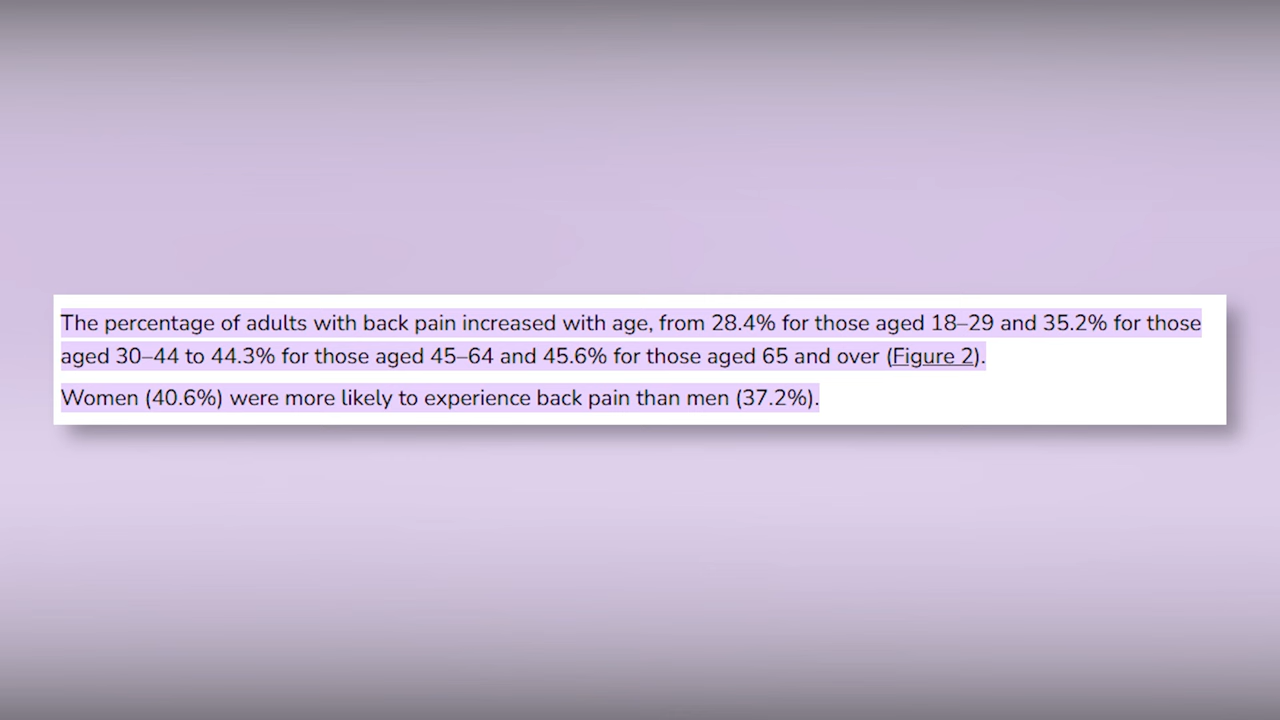 The percentage of adults with back pain increased with age, from 28.4% for those aged 18–29 and 35.2% for those
aged 30–44 to 44.3% for those aged 45–64 and 45.6% for those aged 65 and over (Figure 2).
Women (40.6%) were more likely to experience back pain than men (37.2%).